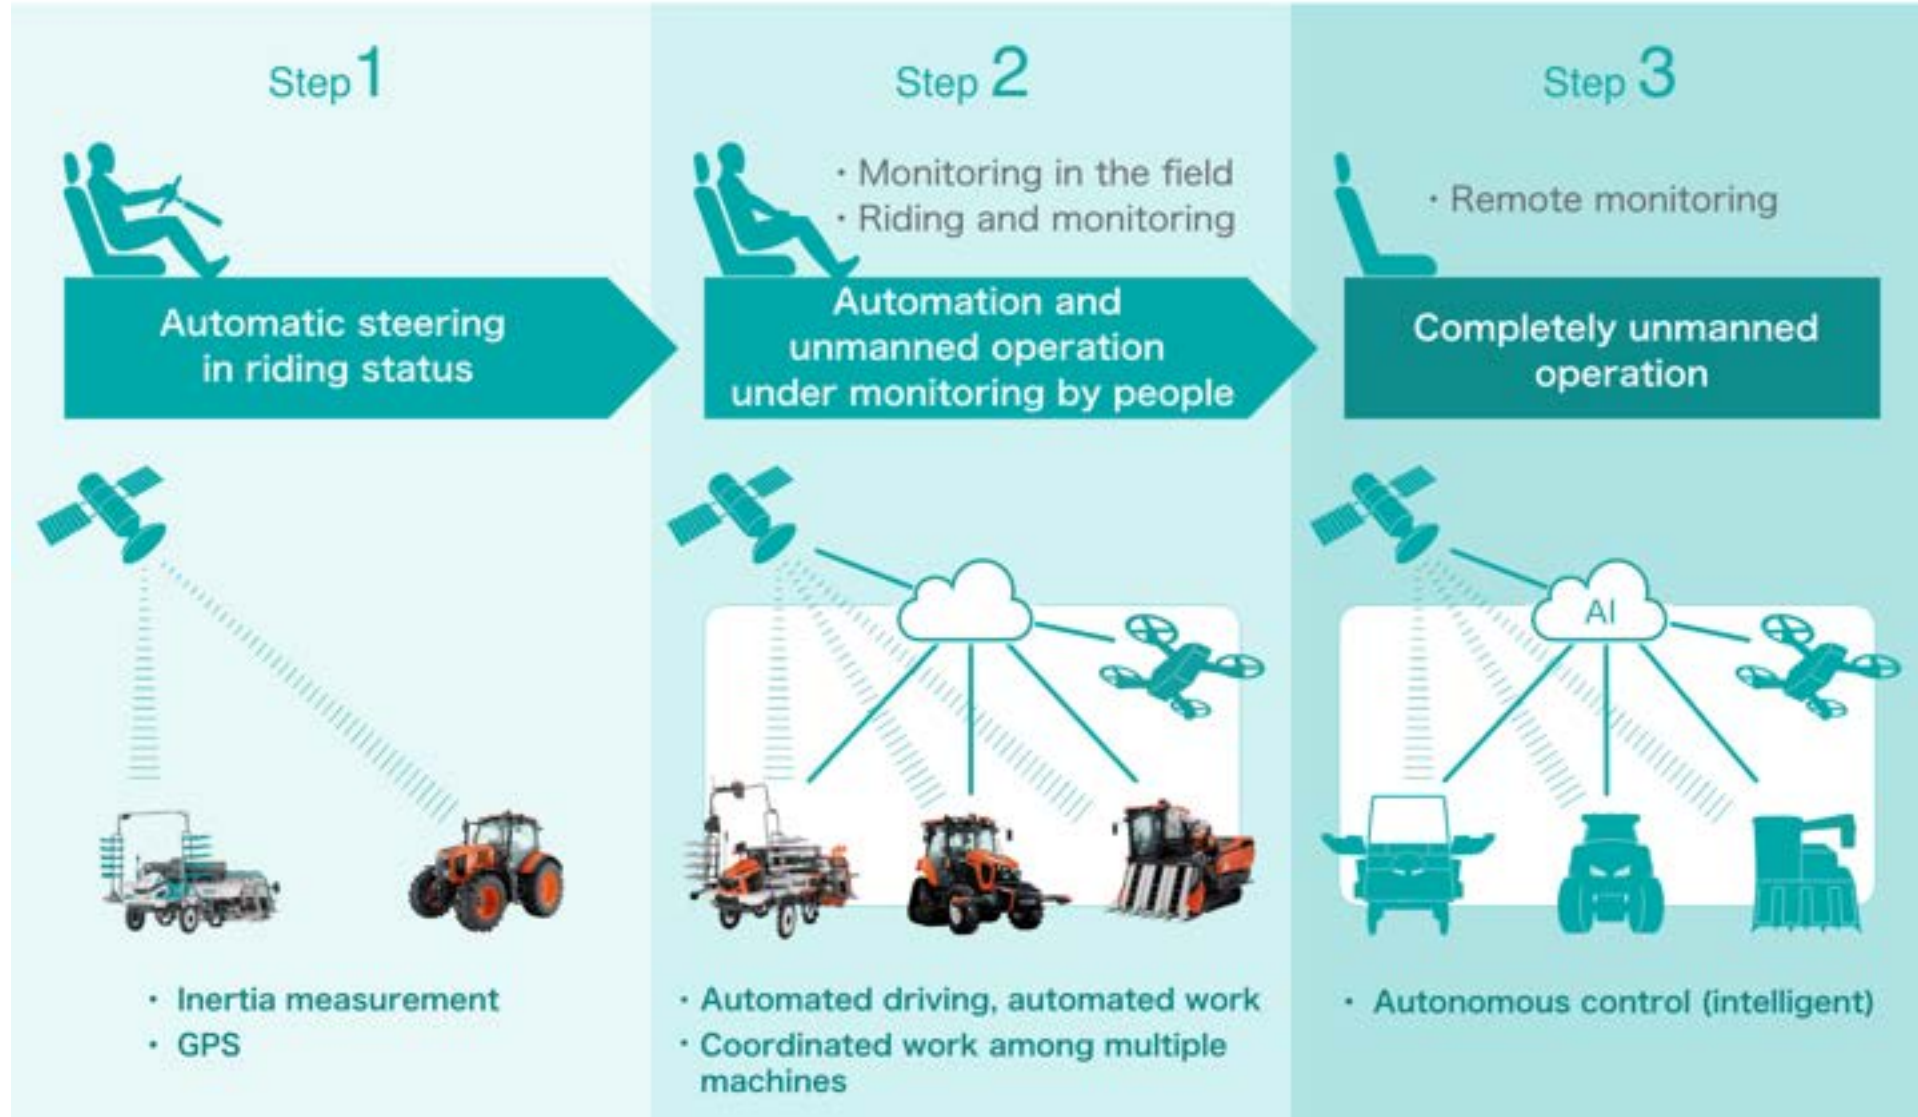 Step 1
Automatic steering
in riding status
・ Inertia measurement
・ GPS
Step 2
・Monitoring in the field
・Riding and monitoring
Automation and
unmanned operation
under monitoring by people
・Automated driving, automated work
・Coordinated work among multiple
machines
Step 3
・Remote monitoring
Completely unmanned
operation
AI
・ Autonomous control (intelligent)